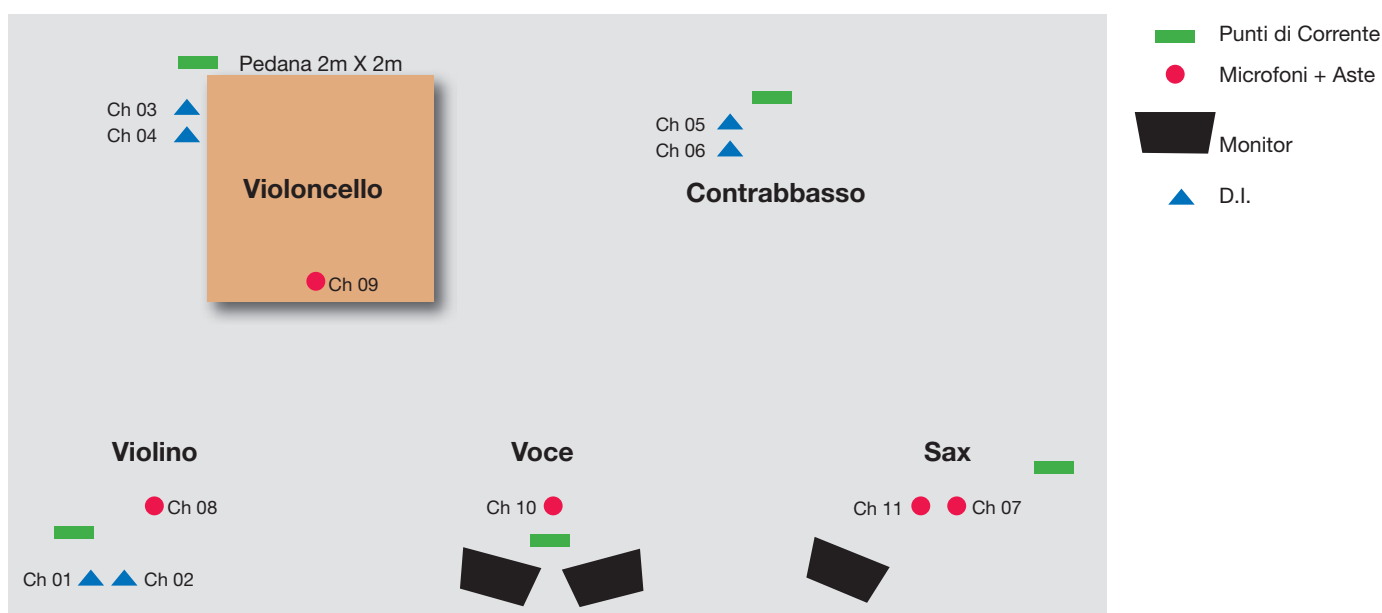 Punti di Corrente
Pedana 2m X 2m
Microfoni + Aste
Ch 03
Ch 04
Ch 05
Ch 06
Monitor
Violoncello
Contrabbasso
D.I.
Ch 09
Violino
Voce
Sax
Ch 08
Ch 10
Ch 11
Ch 07
Ch 01
Ch 02